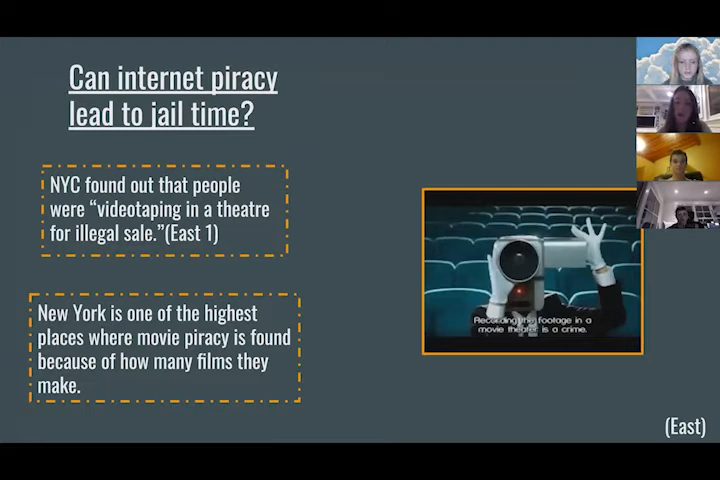 Can internet piracy
lead to jail time?
NYC found out that people
were “videotaping in a theatre
for illegal sale.”(East 1)
New York is one of the highest
places where movie piracy is found
because of how many films they
make.
Recording the footage in a
movie theater is a crime.
(East)